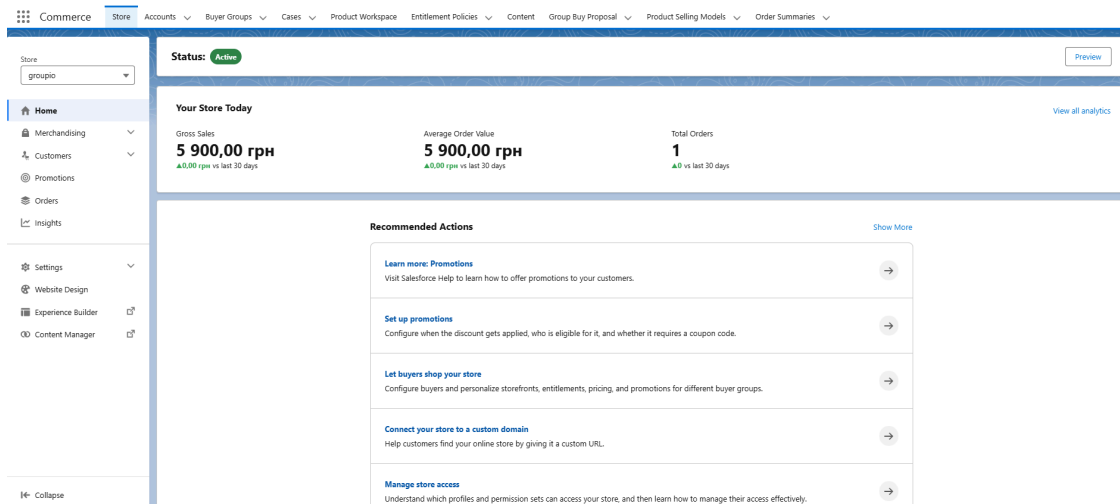 Commerce Store Accounts Buyer Groups Cases Product Workspace Entitlement Policies Content Group Buy Proposal Product Selling Models Order Summaries
Store
groupio
Home
Merchandising
Customers
Promotions
Orders
Insights
Settings
Website Design
Experience Builder
Content Manager
Collapse
Status: Active
Preview
Your Store Today
View all analytics
Gross Sales
5 900,00 грн
▲0,00 грн vs last 30 days
Average Order Value
5 900,00 грн
▲0,00 грн vs last 30 days
Total Orders
1
▲0 vs last 30 days
Recommended Actions
Show More
Learn more: Promotions
Visit Salesforce Help to learn how to offer promotions to your customers.
Set up promotions
Configure when the discount gets applied, who is eligible for it, and whether it requires a coupon code.
Let buyers shop your store
Configure buyers and personalize storefronts, entitlements, pricing, and promotions for different buyer groups.
Connect your store to a custom domain
Help customers find your online store by giving it a custom URL.
Manage store access
Understand which profiles and permission sets can access your store, and then learn how to manage their access effectively.